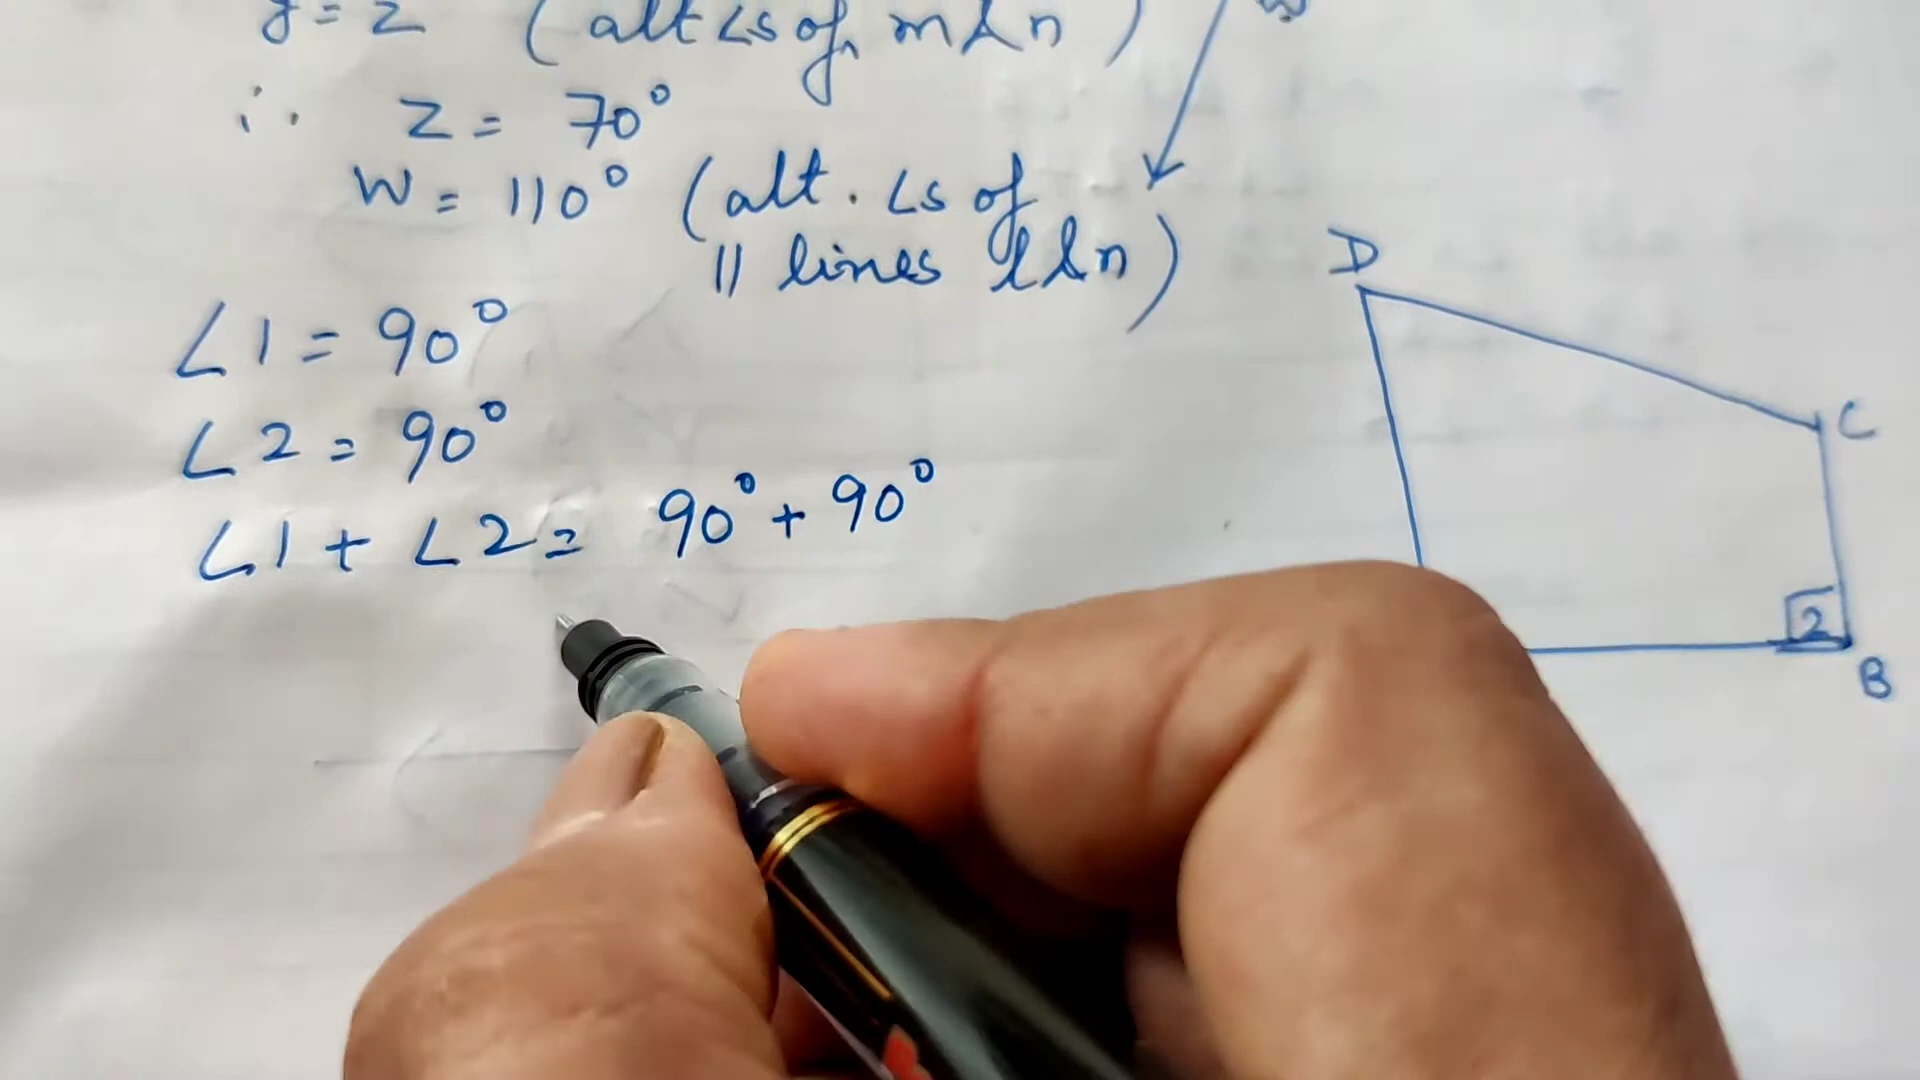 = z (alt ∠s of m & n)
∴ z = 70°
W = 110° (alt. ∠s of
|| lines l & n)
∠1 = 90°
∠2 = 90°
∠1 + ∠2 = 90° + 90°
D
C
2
B